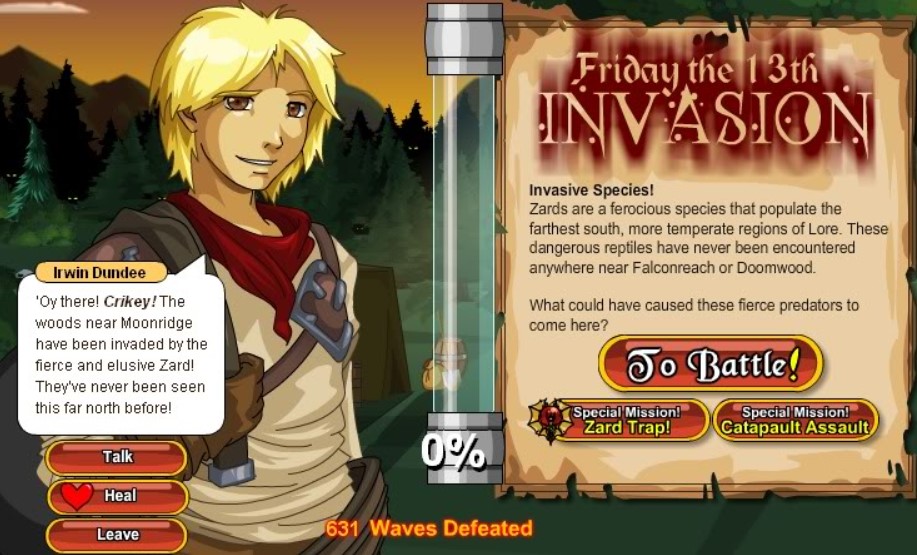 Friday the 13th
INVASION
Invasive Species!
Zards are a ferocious species that populate the
farthest south, more temperate regions of Lore. These
dangerous reptiles have never been encountered
anywhere near Falconreach or Doomwood.
What could have caused these fierce predators to
come here?
To Battle!
Special Mission!
Zard Trap!
Special Mission!
Catapault Assault
Irwin Dundee
'Oy there! Crikey! The
woods near Moonridge
have been invaded by the
fierce and elusive Zard!
They've never been seen
this far north before!
Talk
Heal
Leave
0%
631 Waves Defeated